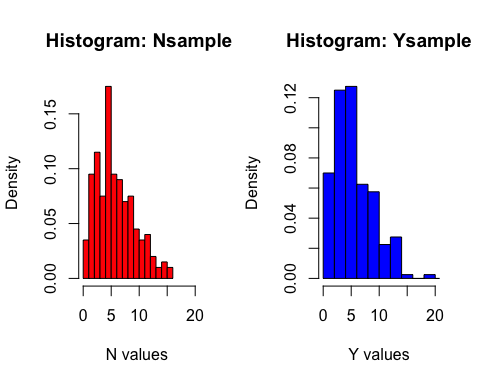 Histogram: Nsample
Density
0.00 0.05 0.10 0.15
0 5 10 20
N values
Histogram: Ysample
Density
0.00 0.04 0.08 0.12
0 5 10 20
Y values